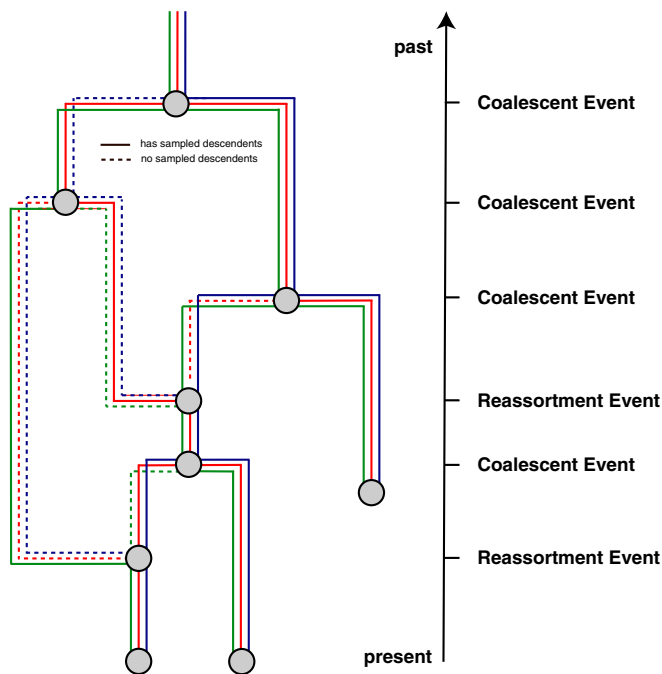 past
Coalescent Event
has sampled descendents
no sampled descendents
Coalescent Event
Coalescent Event
Reassortment Event
Coalescent Event
Reassortment Event
present